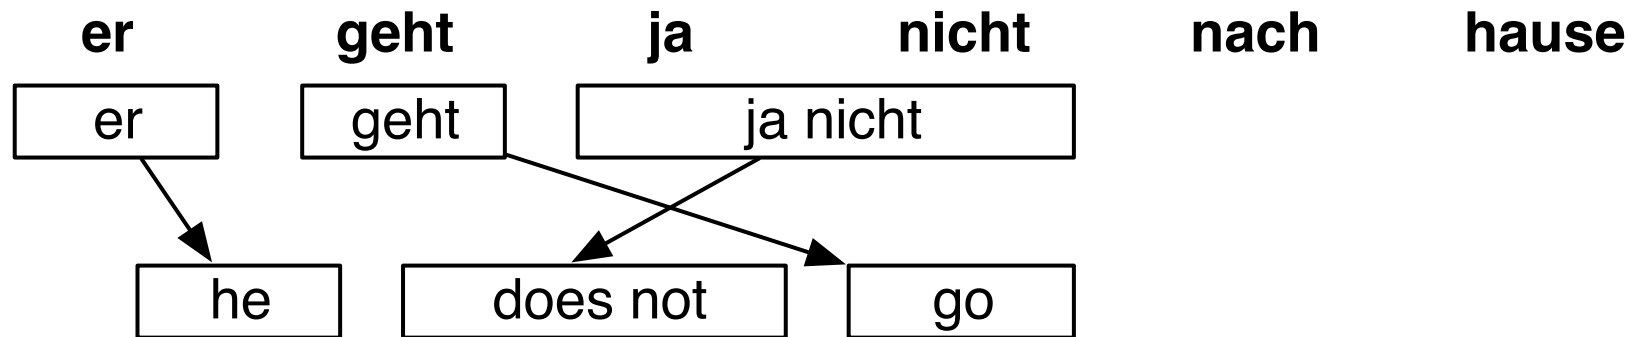 er geht ja nicht nach hause
er geht ja nicht
he does not go